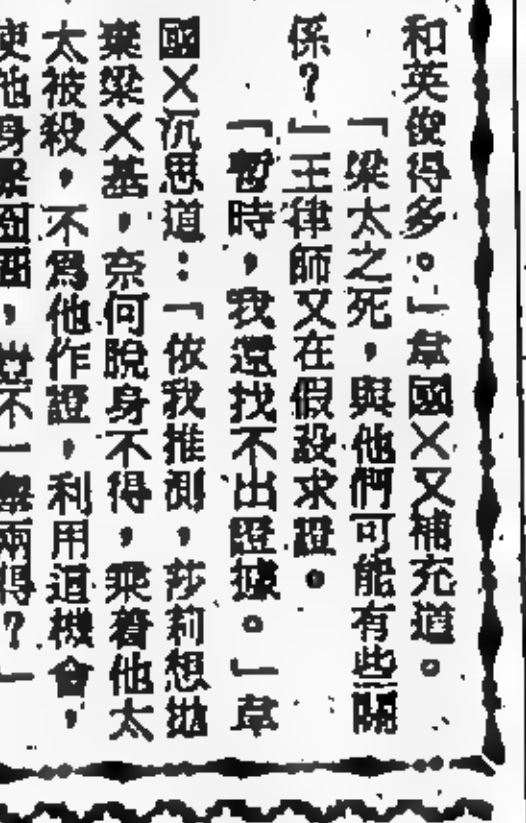 和英俊得多。」韋國╳又補充道。
「梁太之死，與他們可能有些關
係？」王律師又在假設求證。
「暫時，我還找不出證據。」韋
國╳沉思道：「依我推測，莎莉想拋
棄梁╳基，奈何脫身不得，乘着他太
太被殺，不爲他作證，利用這機會，
使他身梁囹圄，豈不一舉兩得？」